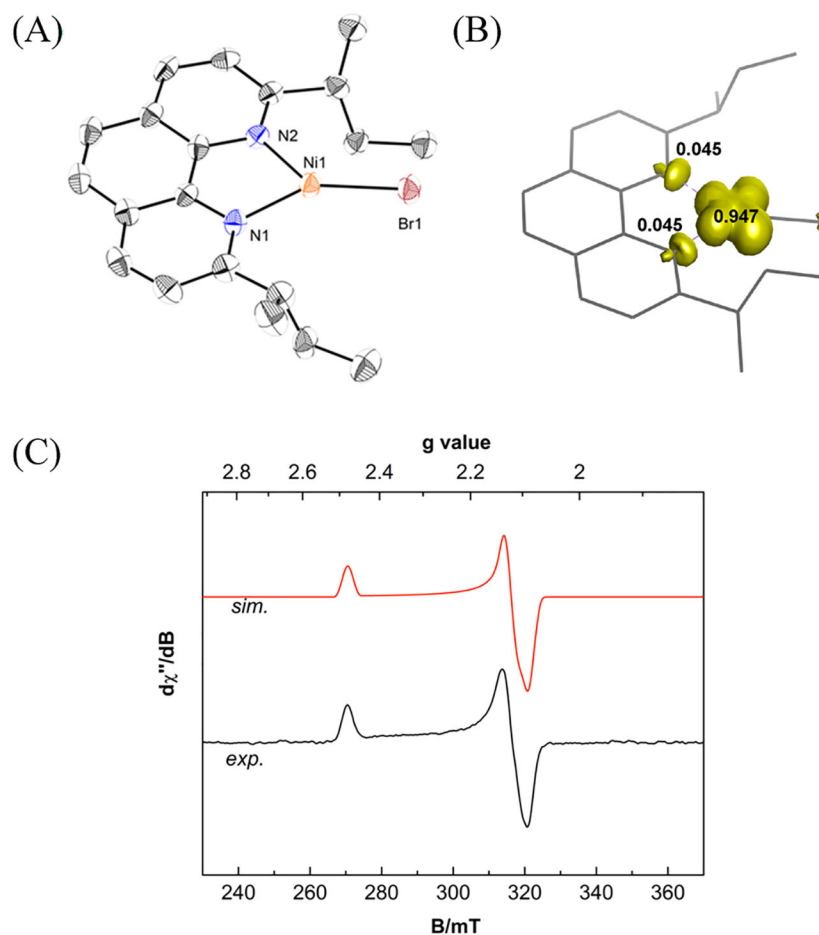 (A)
N2
Ni1
N1
Br1
(B)
0.045
0.947
0.045
(C)
g value
2.8 2.6 2.4 2.2 2
sim.
exp.
dχ"/dB
240 260 280 300 320 340 360
B/mT